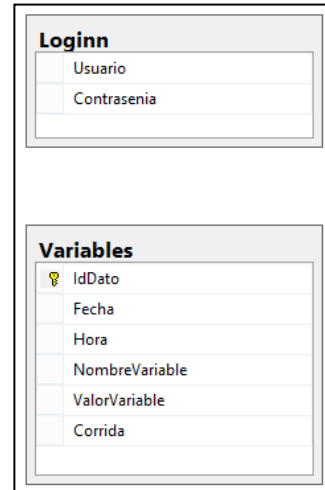 Loginn
Usuario
Contrasenia
Variables
IdDato
Fecha
Hora
NombreVariable
ValorVariable
Corrida